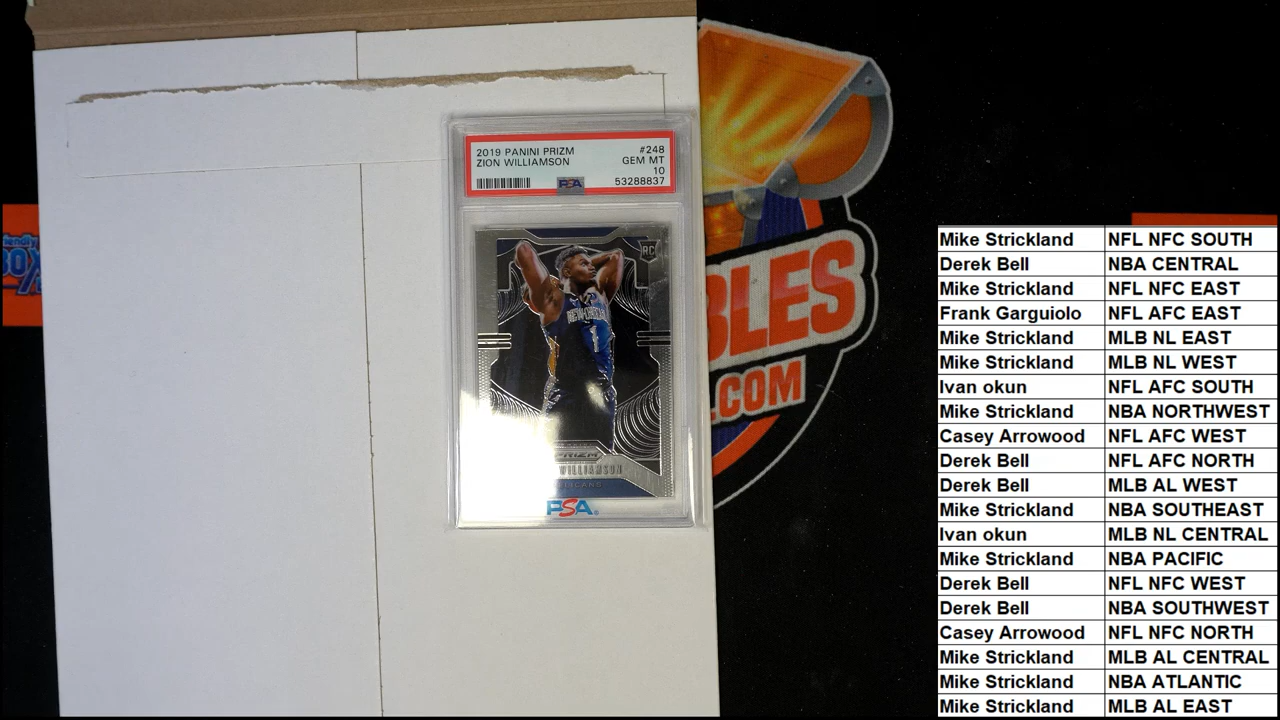 2019 PANINI PRIZM #248
ZION WILLIAMSON GEM MT
10
PSA 53288837
RC
1
PRIZM
WILLIAMSON
PSA
BLES
.COM
Mike Strickland NFL NFC SOUTH
Derek Bell NBA CENTRAL
Mike Strickland NFL NFC EAST
Frank Garguiolo NFL AFC EAST
Mike Strickland MLB NL EAST
Mike Strickland MLB NL WEST
Ivan okun NFL AFC SOUTH
Mike Strickland NBA NORTHWEST
Casey Arrowood NFL AFC WEST
Derek Bell NFL AFC NORTH
Derek Bell MLB AL WEST
Mike Strickland NBA SOUTHEAST
Ivan okun MLB NL CENTRAL
Mike Strickland NBA PACIFIC
Derek Bell NFL NFC WEST
Derek Bell NBA SOUTHWEST
Casey Arrowood NFL NFC NORTH
Mike Strickland MLB AL CENTRAL
Mike Strickland NBA ATLANTIC
Mike Strickland MLB AL EAST